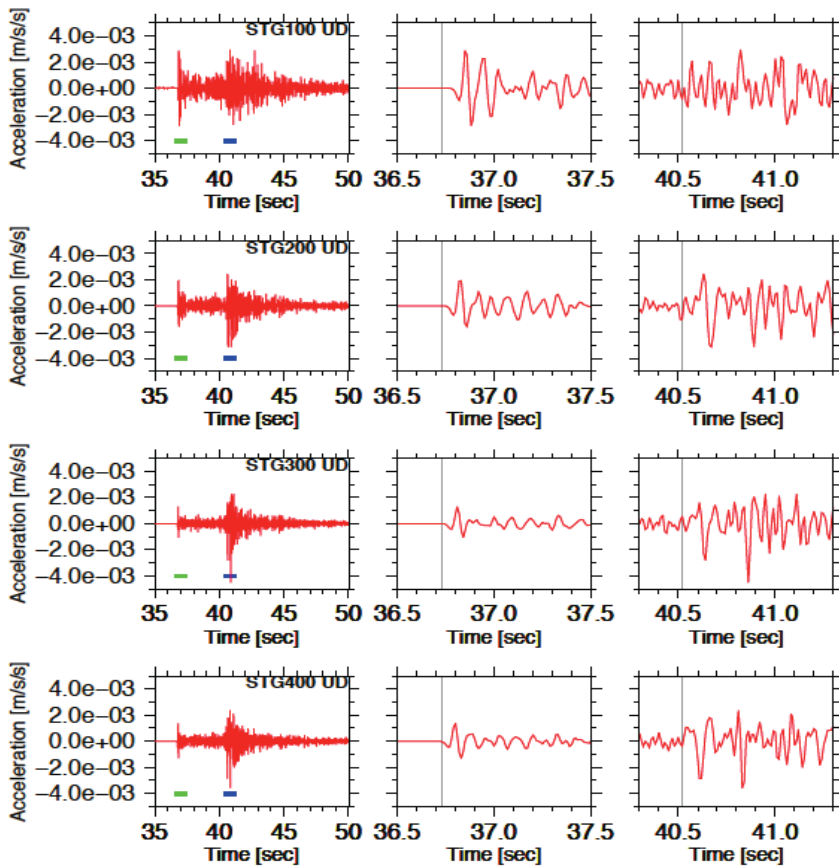 STG100 UD
Acceleration [m/s/s]
4.0e−03
2.0e−03
0.0e+00
−2.0e−03
−4.0e−03
35 40 45 50 36.5 37.0 37.5 40.5 41.0
Time [sec] Time [sec] Time [sec]
STG200 UD
Acceleration [m/s/s]
4.0e−03
2.0e−03
0.0e+00
−2.0e−03
−4.0e−03
35 40 45 50 36.5 37.0 37.5 40.5 41.0
Time [sec] Time [sec] Time [sec]
STG300 UD
Acceleration [m/s/s]
4.0e−03
2.0e−03
0.0e+00
−2.0e−03
−4.0e−03
35 40 45 50 36.5 37.0 37.5 40.5 41.0
Time [sec] Time [sec] Time [sec]
STG400 UD
Acceleration [m/s/s]
4.0e−03
2.0e−03
0.0e+00
−2.0e−03
−4.0e−03
35 40 45 50 36.5 37.0 37.5 40.5 41.0
Time [sec] Time [sec] Time [sec]